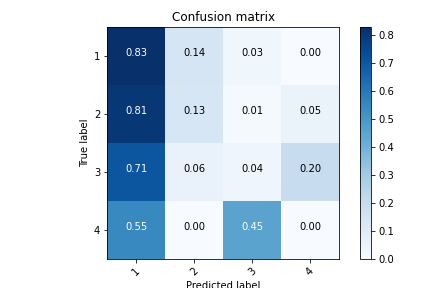 Confusion matrix
1 0.83 0.14 0.03 0.00
2 0.81 0.13 0.01 0.05
3 0.71 0.06 0.04 0.20
4 0.55 0.00 0.45 0.00
1 2 3 4
True label
Predicted label
0.8
0.7
0.6
0.5
0.4
0.3
0.2
0.1
0.0